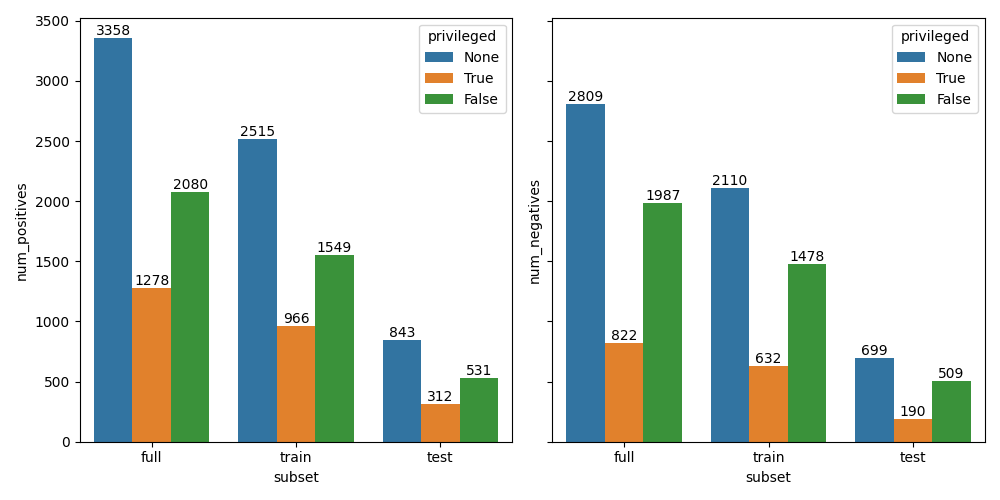 3500
3000
2500
2000
1500
1000
500
0
num_positives
3358
1278
2080
2515
966
1549
843
312
531
privileged
None
True
False
full
train
test
subset
num_negatives
2809
822
1987
2110
632
1478
699
190
509
privileged
None
True
False
full
train
test
subset